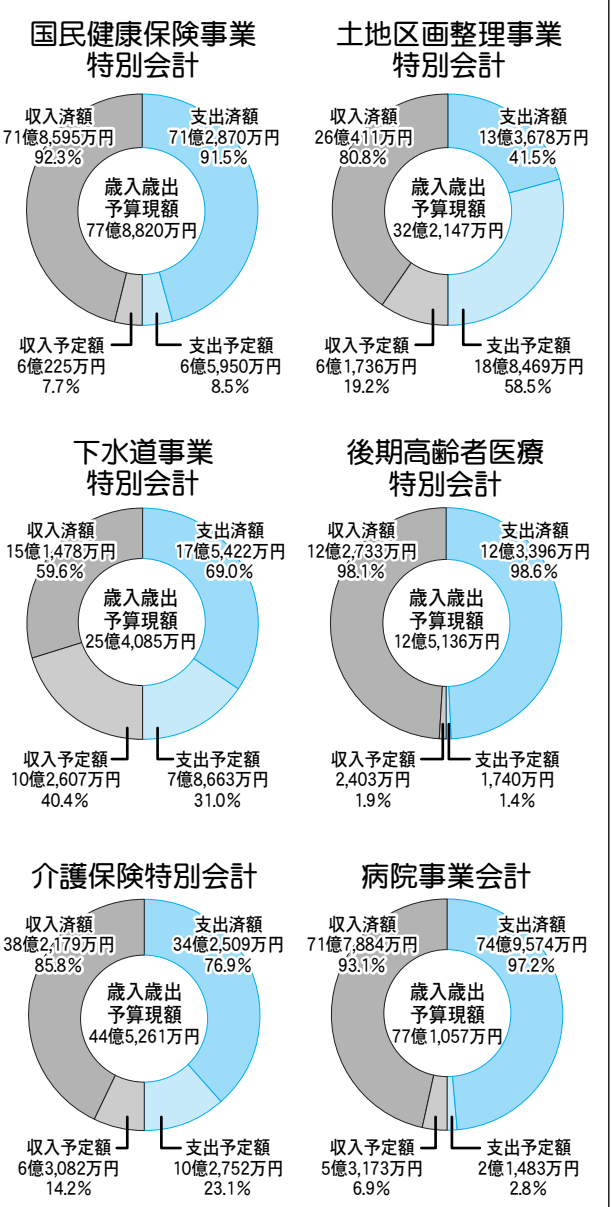 国民健康保険事業
特別会計
収入済額
71億8,595万円
92.3%
支出済額
71億2,870万円
91.5%
歳入歳出
予算現額
77億8,820万円
収入予定額
6億225万円
7.7%
支出予定額
6億5,950万円
8.5%
土地区画整理事業
特別会計
収入済額
26億411万円
80.8%
支出済額
13億3,678万円
41.5%
歳入歳出
予算現額
32億2,147万円
収入予定額
6億1,736万円
19.2%
支出予定額
18億8,469万円
58.5%
下水道事業
特別会計
収入済額
15億1,478万円
59.6%
支出済額
17億5,422万円
69.0%
歳入歳出
予算現額
25億4,085万円
収入予定額
10億2,607万円
40.4%
支出予定額
7億8,663万円
31.0%
後期高齢者医療
特別会計
収入済額
12億2,733万円
98.1%
支出済額
12億3,396万円
98.6%
歳入歳出
予算現額
12億5,136万円
収入予定額
2,403万円
1.9%
支出予定額
1,740万円
1.4%
介護保険特別会計
収入済額
38億2,179万円
85.8%
支出済額
34億2,509万円
76.9%
歳入歳出
予算現額
44億5,261万円
収入予定額
6億3,082万円
14.2%
支出予定額
10億2,752万円
23.1%
病院事業会計
収入済額
71億7,884万円
93.1%
支出済額
74億9,574万円
97.2%
歳入歳出
予算現額
77億1,057万円
収入予定額
5億3,173万円
6.9%
支出予定額
2億1,483万円
2.8%